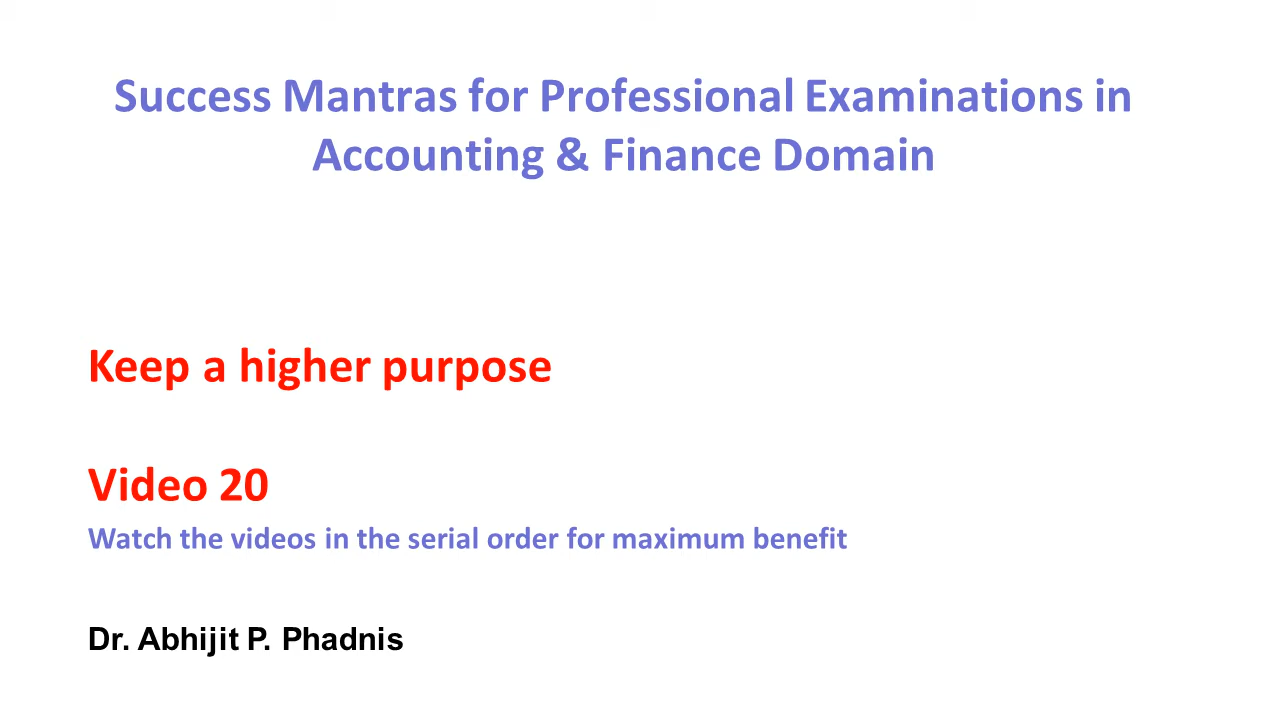 Success Mantras for Professional Examinations in
Accounting & Finance Domain
Keep a higher purpose
Video 20
Watch the videos in the serial order for maximum benefit
Dr. Abhijit P. Phadnis